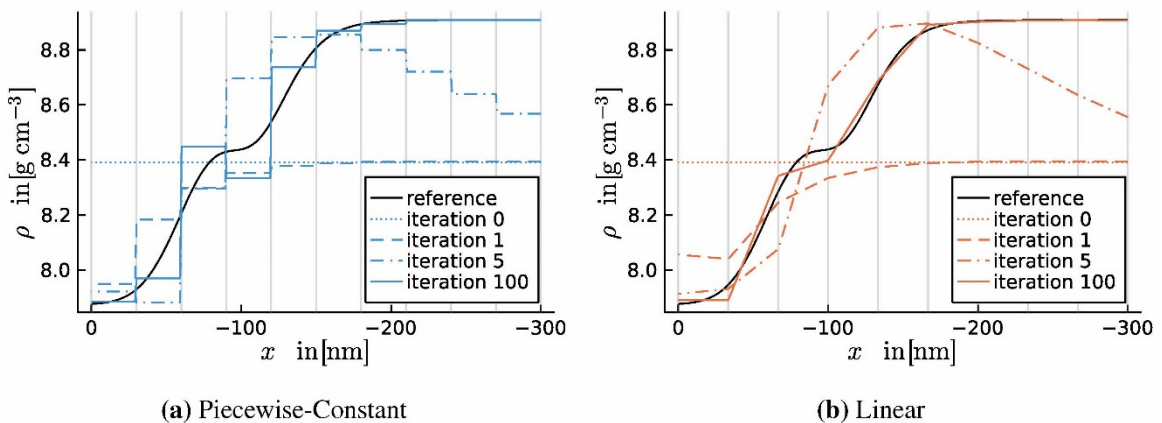 8.8
8.6
8.4
8.2
8.0
ρ in[g cm⁻³]
reference
iteration 0
iteration 1
iteration 5
iteration 100
0
−100
−200
−300
x in[nm]
(a) Piecewise-Constant
8.8
8.6
8.4
8.2
8.0
ρ in[g cm⁻³]
reference
iteration 0
iteration 1
iteration 5
iteration 100
0
−100
−200
−300
x in[nm]
(b) Linear